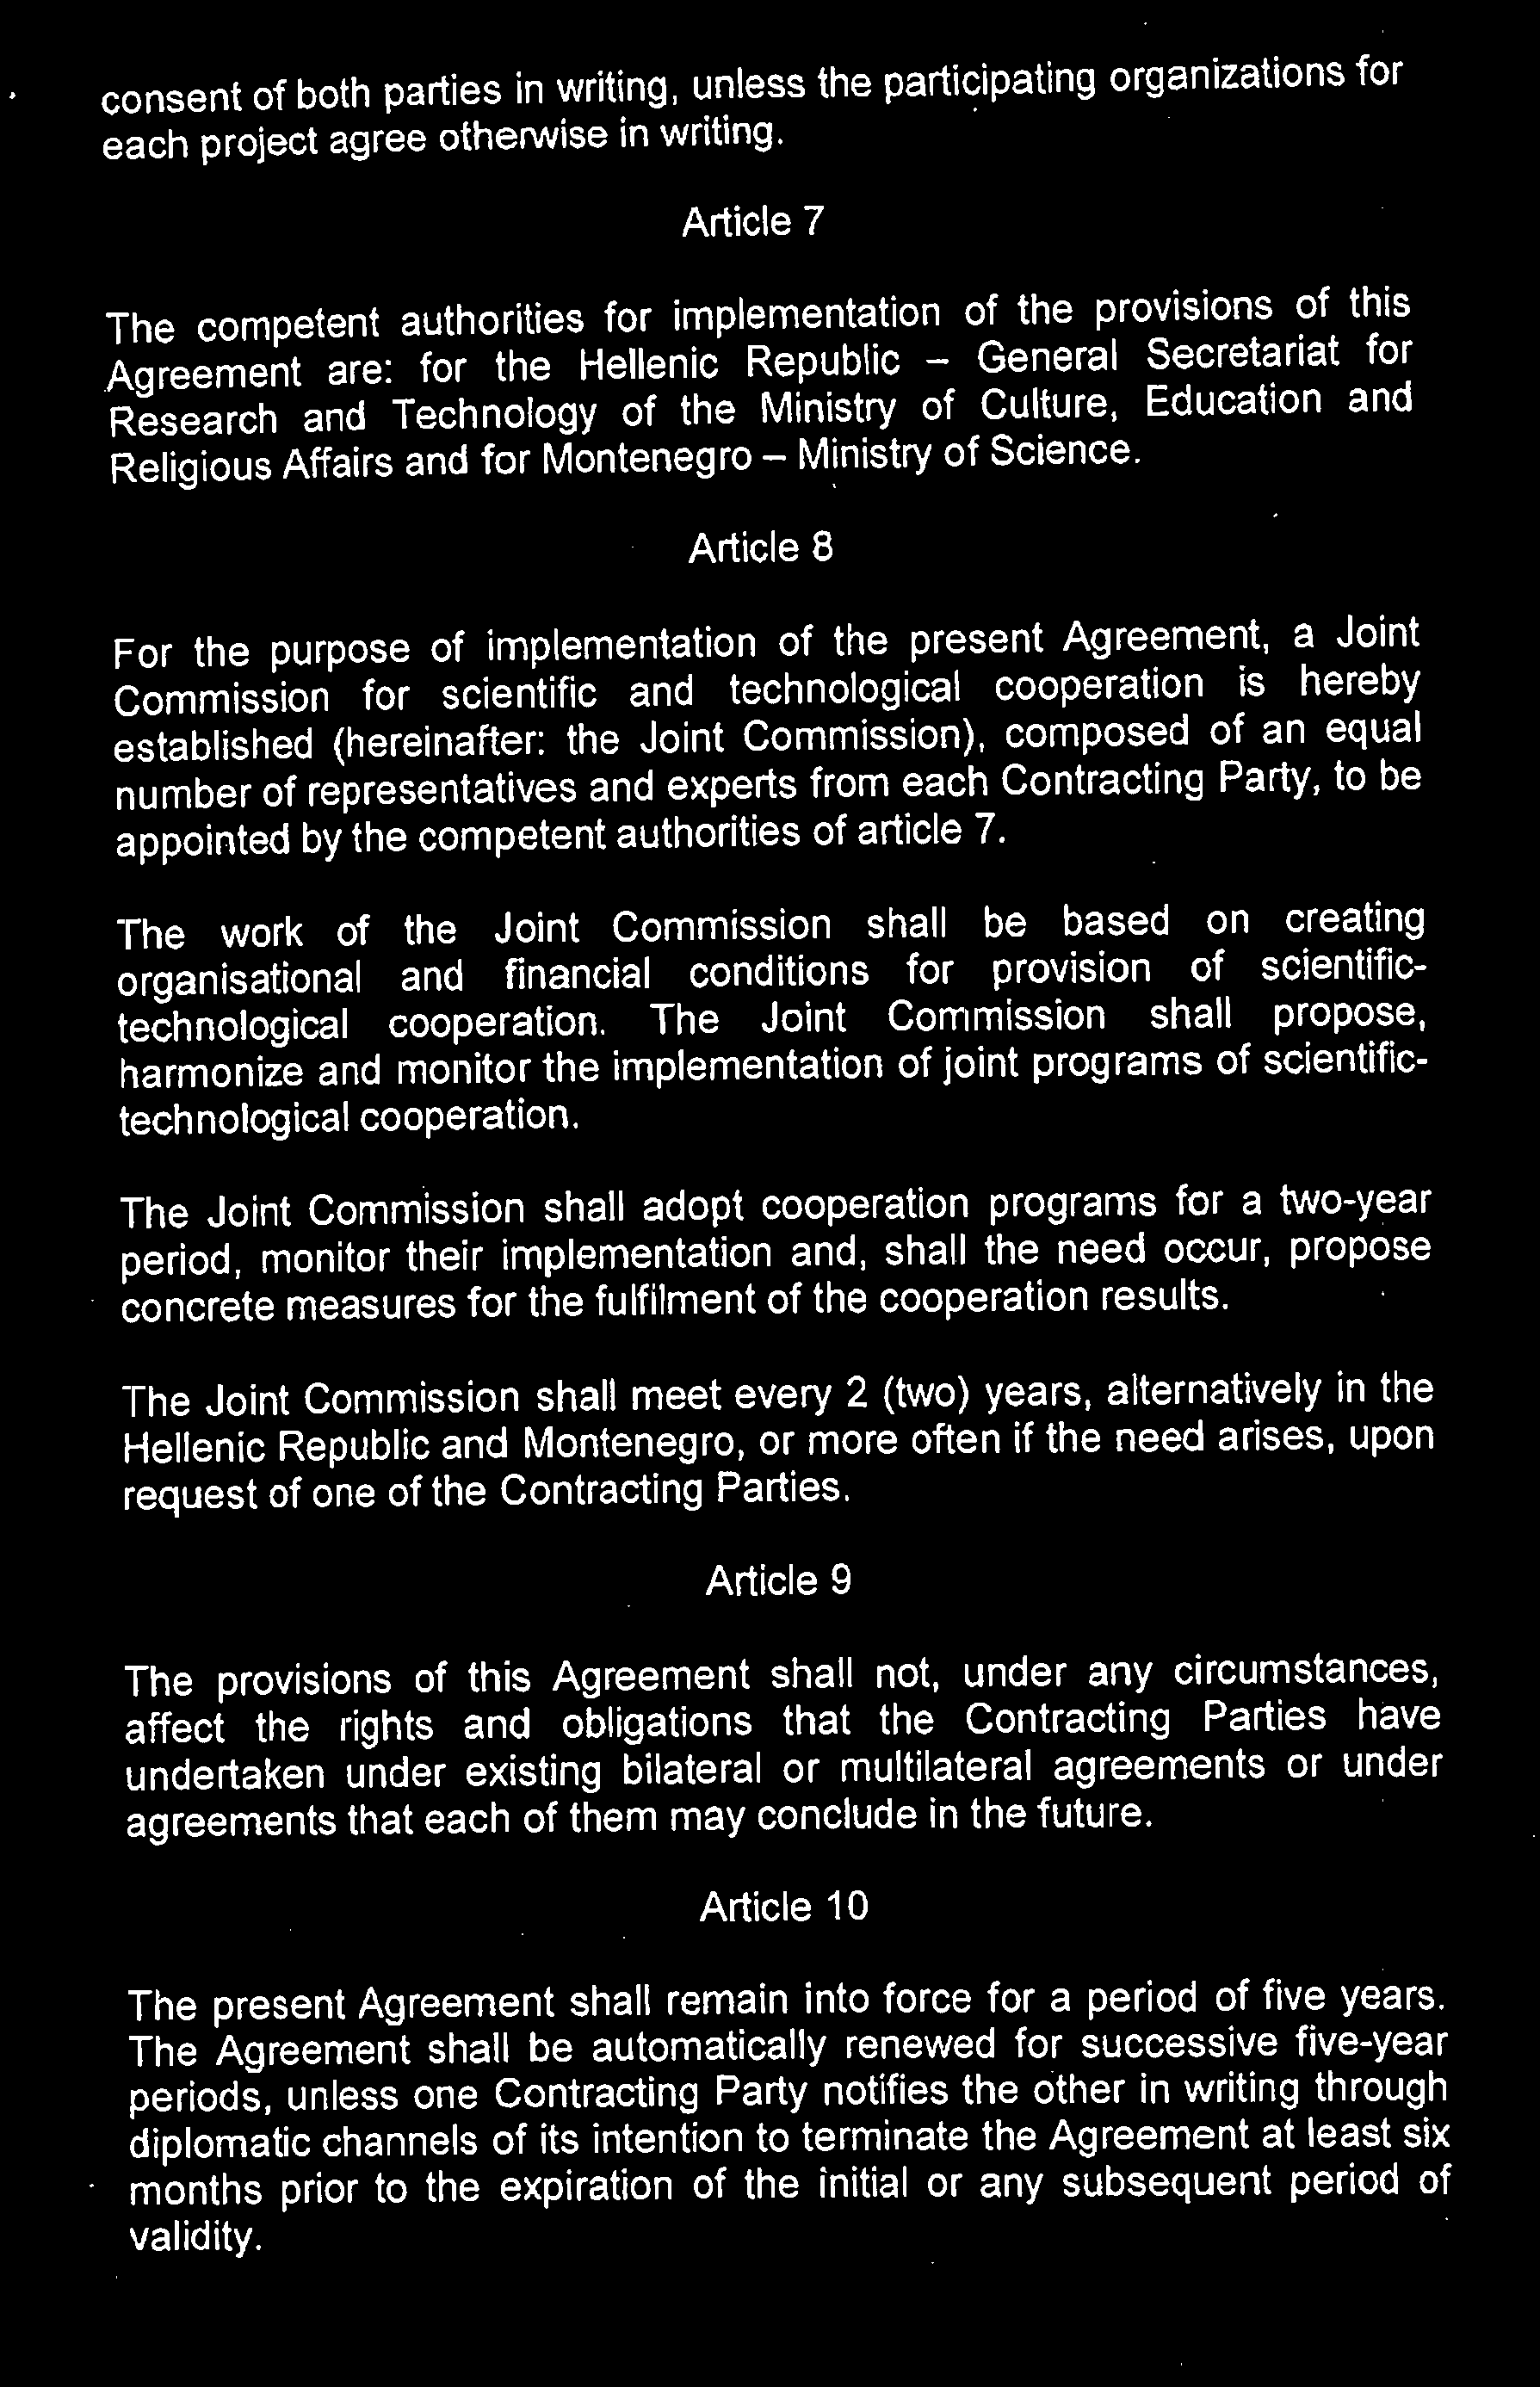 consent of both parties in writing, unless the participating organizations for
each project agree otherwise in writing.
Article 7
The competent authorities for implementation of the provisions of this
Agreement are: for the Hellenic Republic – General Secretariat for
Research and Technology of the Ministry of Culture, Education and
Religious Affairs and for Montenegro – Ministry of Science.
Article 8
For the purpose of implementation of the present Agreement, a Joint
Commission for scientific and technological cooperation is hereby
established (hereinafter: the Joint Commission), composed of an equal
number of representatives and experts from each Contracting Party, to be
appointed by the competent authorities of article 7.
The work of the Joint Commission shall be based on creating
organisational and financial conditions for provision of scientific-
technological cooperation. The Joint Commission shall propose,
harmonize and monitor the implementation of joint programs of scientific-
technological cooperation.
The Joint Commission shall adopt cooperation programs for a two-year
period, monitor their implementation and, shall the need occur, propose
concrete measures for the fulfilment of the cooperation results.
The Joint Commission shall meet every 2 (two) years, alternatively in the
Hellenic Republic and Montenegro, or more often if the need arises, upon
request of one of the Contracting Parties.
Article 9
The provisions of this Agreement shall not, under any circumstances,
affect the rights and obligations that the Contracting Parties have
undertaken under existing bilateral or multilateral agreements or under
agreements that each of them may conclude in the future.
Article 10
The present Agreement shall remain into force for a period of five years.
The Agreement shall be automatically renewed for successive five-year
periods, unless one Contracting Party notifies the other in writing through
diplomatic channels of its intention to terminate the Agreement at least six
months prior to the expiration of the initial or any subsequent period of
validity.